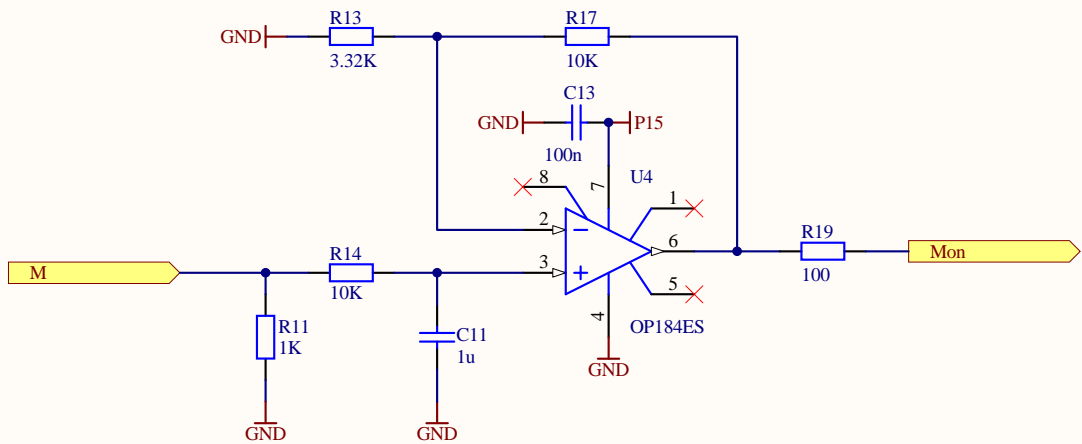 R13
R17
GND
3.32K
10K
C13
GND
P15
100n
U4
8
7
1
2
R14
6
R19
M
Mon
3
10K
100
5
R11
C11
4
OP184ES
1K
1u
GND
GND
GND